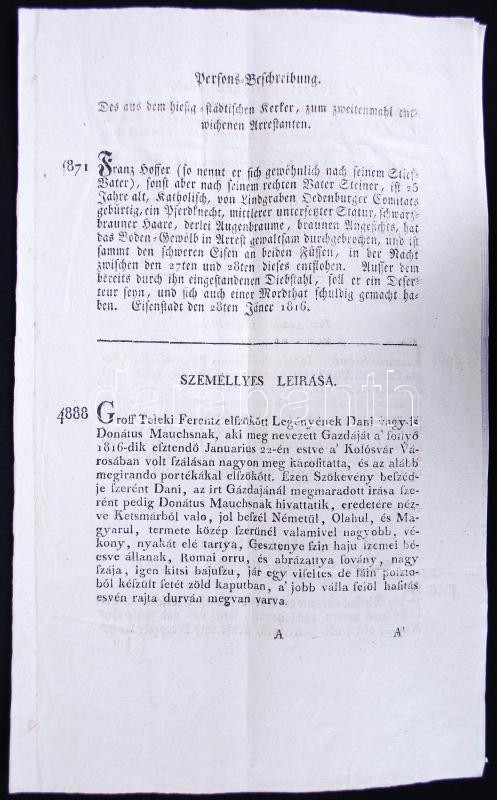 Persons-Beschreibung.
Des aus dem hiesig-städtischen Kerker, zum zweitenmahl ent-
wichenen Arrestanten.
871
Franz Hoffer (so nennt er sich gewöhnlich nach seinem Stief-
Vater), sonst aber nach seinem rechten Vater Steiner, ist 25
Jahre alt, Katholisch, von Lindgraben Oedenburger Comitats
gebürtig, ein Pferdknecht, mittlerer untersetzter Statur, schwarz-
brauner Haare, derlei Augenbraume, braunen Angesichts, hat
das Boden-Gewölb in Arrest gewaltsam durchgebrochen, und ist
sammt den schweren Eisen an beiden Füssen, in der Nacht
zwischen den 27ten und 28ten dieses entflohen. Ausser dem
bereits durch ihn eingestandenen Diebstahl, soll er ein Deser-
teur seyn, und sich auch einer Mordthat schuldig gemacht ha-
ben. Eisenstadt den 28ten Jäner 1816.
SZEMÉLLYES LEIRÁSA.
darabanth
4888
Groff Teleki Ferentz elszökött Legényének Dani vagy-is
Donátus Mauchsnak, aki meg nevezett Gazdáját a' folyó
1816-dik esztendő Januarius 22-én estve a' Kolósvár Vá-
rosában volt szálásan nagyon meg kárositotta, és az alább
megirando portékákal elszökött. Ezen Szökevény beszéd-
je szerént Dani, az irt Gázdajánál megmaradott irása sze-
rént pedig Donátus Mauchsnak hivattatik, eredetére néz-
ve Ketsmárból valo, jol beszél Németül, Olahul, és Ma-
gyarul, termete közép szerünél valamivel nagyobb, vé-
kony, nyakát elé tartya, Gesztenye szin haju szemei bé-
esve állanak, Romai orru, és abrázattya sovány, nagy
szája, igen kitsi bajuszu, jár egy viseltes de fáin poszto-
ból készült setét zöld kaputban, a' jobb válla felöl hasitás
esvén rajta durván megvan varva.
A A'